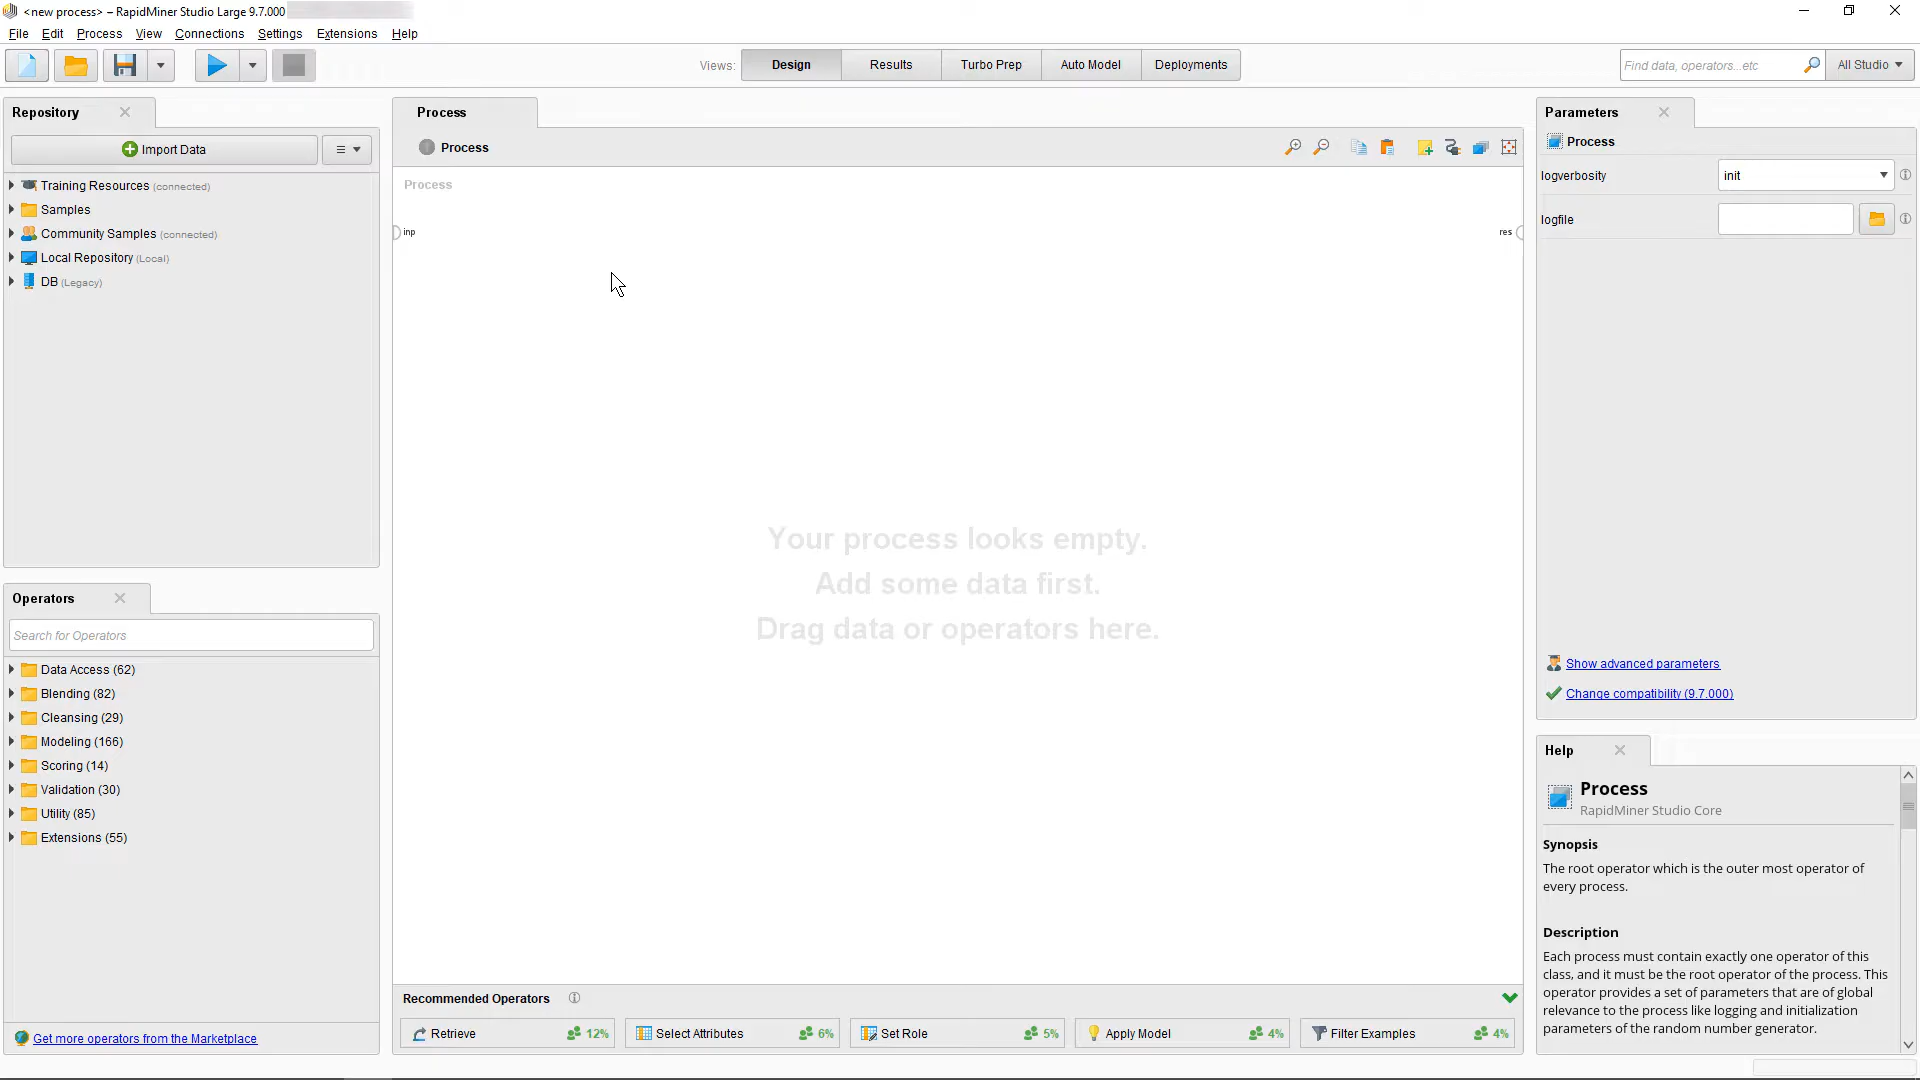 <new process> – RapidMiner Studio Large 9.7.000
File Edit Process View Connections Settings Extensions Help
Views: Design Results Turbo Prep Auto Model Deployments
Find data, operators...etc
All Studio
Repository
Import Data
Training Resources (connected)
Samples
Community Samples (connected)
Local Repository (Local)
DB (Legacy)
Operators
Search for Operators
Data Access (62)
Blending (82)
Cleansing (29)
Modeling (166)
Scoring (14)
Validation (30)
Utility (85)
Extensions (55)
Get more operators from the Marketplace
Process
Process
Process
inp
res
Your process looks empty.
Add some data first.
Drag data or operators here.
Recommended Operators
Retrieve 12%
Select Attributes 6%
Set Role 5%
Apply Model 4%
Filter Examples 4%
Parameters
Process
logverbosity
init
logfile
Show advanced parameters
Change compatibility (9.7.000)
Help
Process
RapidMiner Studio Core
Synopsis
The root operator which is the outer most operator of
every process.
Description
Each process must contain exactly one operator of this
class, and it must be the root operator of the process. This
operator provides a set of parameters that are of global
relevance to the process like logging and initialization
parameters of the random number generator.